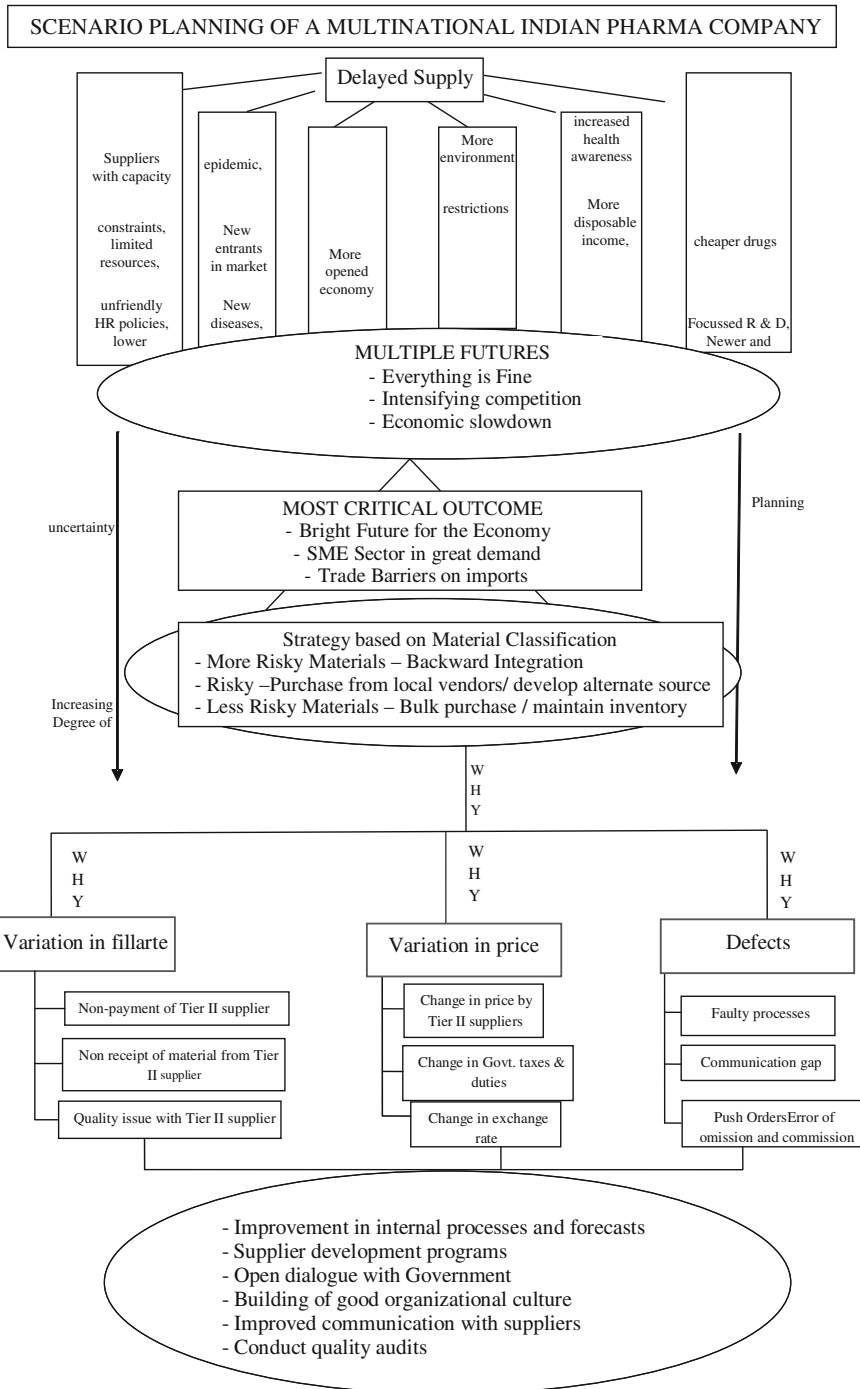 SCENARIO PLANNING OF A MULTINATIONAL INDIAN PHARMA COMPANY
Delayed Supply
Suppliers
with capacity
constraints,
limited
resources,
unfriendly
HR policies,
lower
epidemic,
New
entrants
in market
New
diseases,
More
opened
economy
More
environment
restrictions
increased
health
awareness
More
disposable
income,
cheaper drugs
Focussed R & D,
Newer and
MULTIPLE FUTURES
- Everything is Fine
- Intensifying competition
- Economic slowdown
uncertainty
Increasing
Degree of
Planning
MOST CRITICAL OUTCOME
- Bright Future for the Economy
- SME Sector in great demand
- Trade Barriers on imports
Strategy based on Material Classification
- More Risky Materials – Backward Integration
- Risky –Purchase from local vendors/ develop alternate source
- Less Risky Materials – Bulk purchase / maintain inventory
W
H
Y
W
H
Y
W
H
Y
W
H
Y
Variation in fillarte
Non-payment of Tier II supplier
Non receipt of material from Tier
II supplier
Quality issue with Tier II supplier
Variation in price
Change in price by
Tier II suppliers
Change in Govt. taxes &
duties
Change in exchange
rate
Defects
Faulty processes
Communication gap
Push OrdersError of
omission and commission
- Improvement in internal processes and forecasts
- Supplier development programs
- Open dialogue with Government
- Building of good organizational culture
- Improved communication with suppliers
- Conduct quality audits